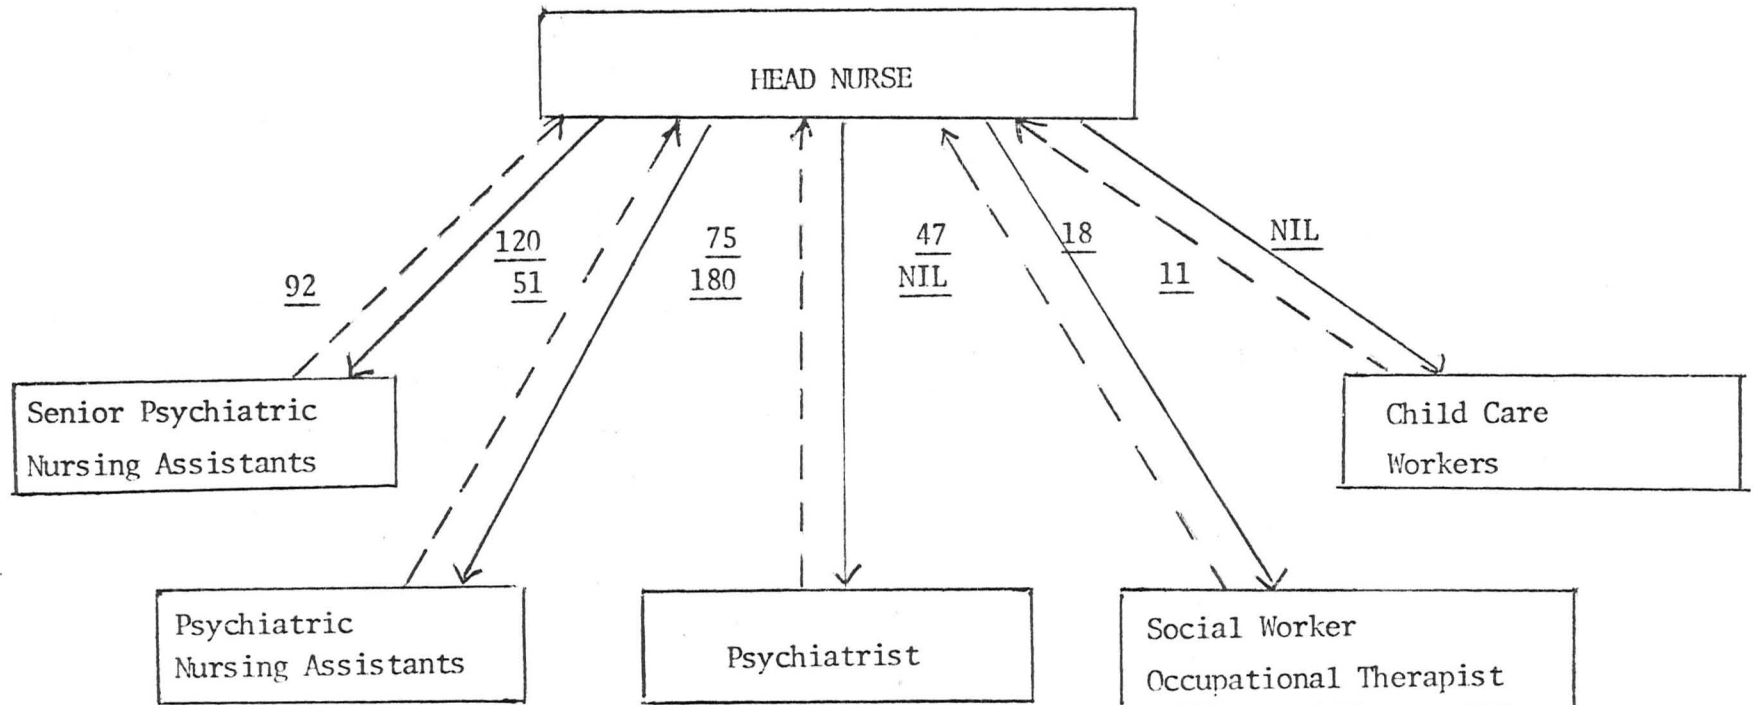 HEAD NURSE
120
75
47
18
NIL
92
51
180
NIL
11
Senior Psychiatric
Nursing Assistants
Child Care
Workers
Psychiatric
Nursing Assistants
Psychiatrist
Social Worker
Occupational Therapist